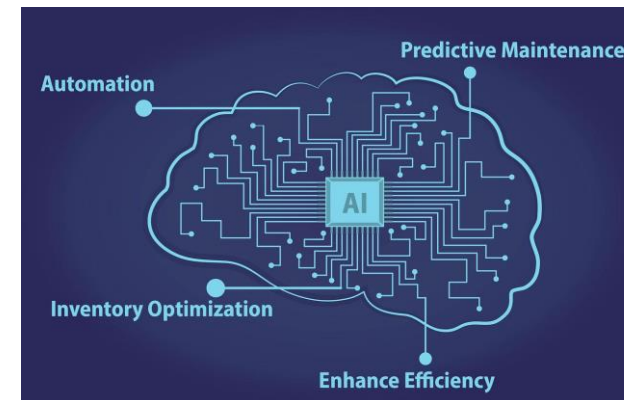 Predictive Maintenance
Automation
AI
Inventory Optimization
Enhance Efficiency